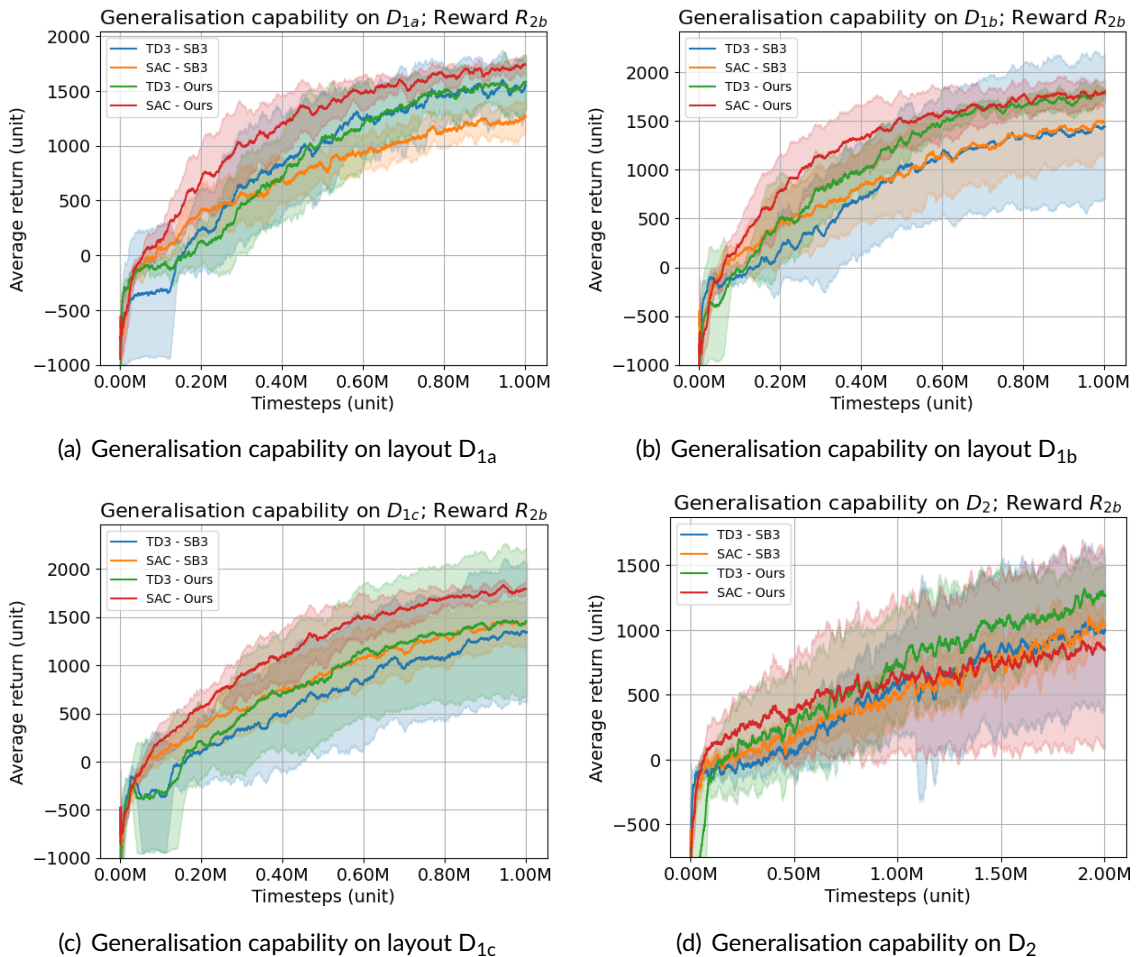 Generalisation capability on D1a; Reward R2b
TD3 - SB3
SAC - SB3
TD3 - Ours
SAC - Ours
Average return (unit)
2000
1500
1000
500
0
−500
−1000
0.00M 0.20M 0.40M 0.60M 0.80M 1.00M
Timesteps (unit)
(a) Generalisation capability on layout D1a
Generalisation capability on D1b; Reward R2b
TD3 - SB3
SAC - SB3
TD3 - Ours
SAC - Ours
Average return (unit)
2000
1500
1000
500
0
−500
−1000
0.00M 0.20M 0.40M 0.60M 0.80M 1.00M
Timesteps (unit)
(b) Generalisation capability on layout D1b
Generalisation capability on D1c; Reward R2b
TD3 - SB3
SAC - SB3
TD3 - Ours
SAC - Ours
Average return (unit)
2000
1500
1000
500
0
−500
−1000
0.00M 0.20M 0.40M 0.60M 0.80M 1.00M
Timesteps (unit)
(c) Generalisation capability on layout D1c
Generalisation capability on D2; Reward R2b
TD3 - SB3
SAC - SB3
TD3 - Ours
SAC - Ours
Average return (unit)
1500
1000
500
0
−500
0.00M 0.50M 1.00M 1.50M 2.00M
Timesteps (unit)
(d) Generalisation capability on D2